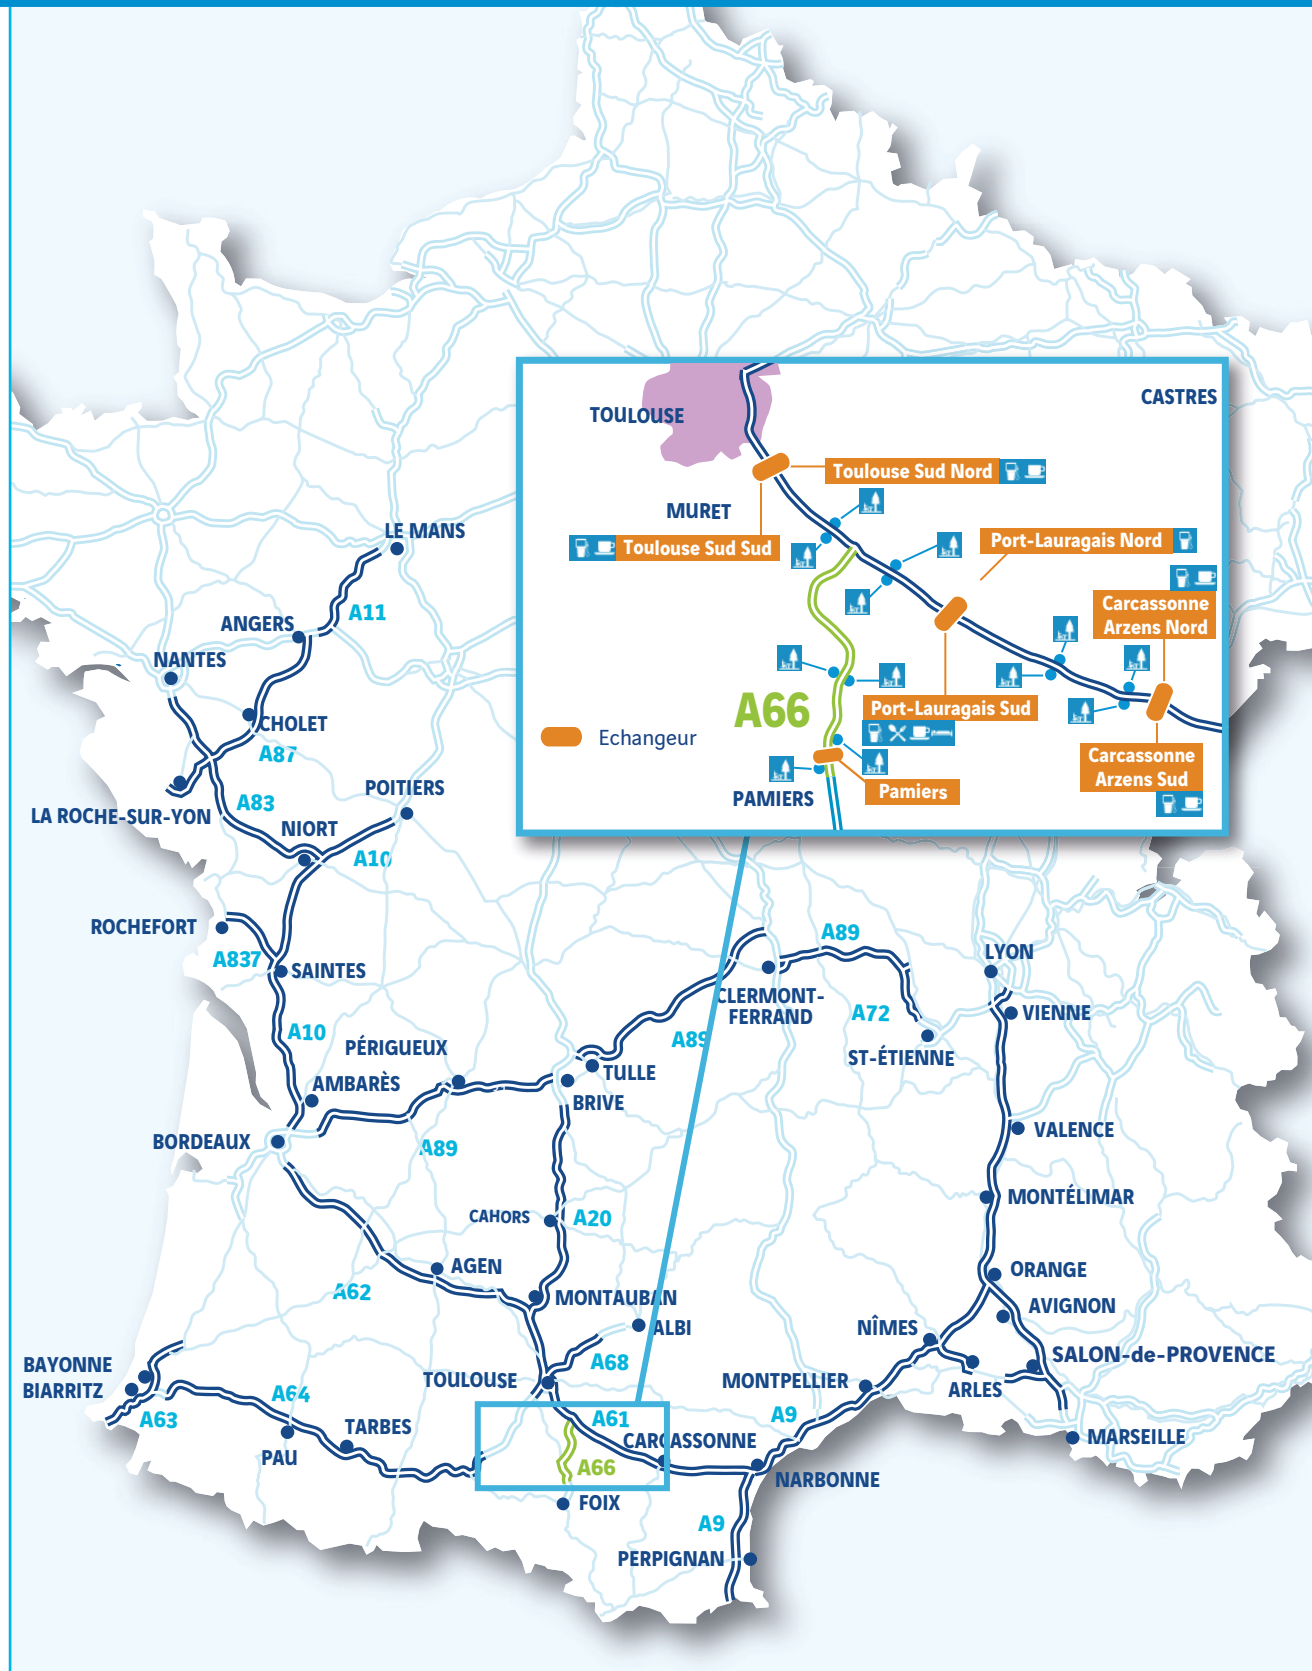 TOULOUSE
CASTRES
Toulouse Sud Nord
MURET
Toulouse Sud Sud
Port-Lauragais Nord
Carcassonne
Arzens Nord
A66
Port-Lauragais Sud
Echangeur
Carcassonne
Arzens Sud
Pamiers
PAMIERS
LE MANS
A11
ANGERS
NANTES
CHOLET
A87
LA ROCHE-SUR-YON
A83
POITIERS
NIORT
A10
ROCHEFORT
A837
SAINTES
A10
PÉRIGUEUX
AMBARÈS
BORDEAUX
A89
A89
CLERMONT-
FERRAND
A72
A89
ST-ÉTIENNE
LYON
VIENNE
TULLE
BRIVE
VALENCE
MONTÉLIMAR
CAHORS
A20
AGEN
A62
MONTAUBAN
ALBI
ORANGE
AVIGNON
NÎMES
SALON-de-PROVENCE
ARLES
MARSEILLE
BAYONNE
BIARRITZ
A63
A64
PAU
TARBES
TOULOUSE
A68
A61
CARCASSONNE
A66
FOIX
MONTPELLIER
A9
NARBONNE
A9
PERPIGNAN